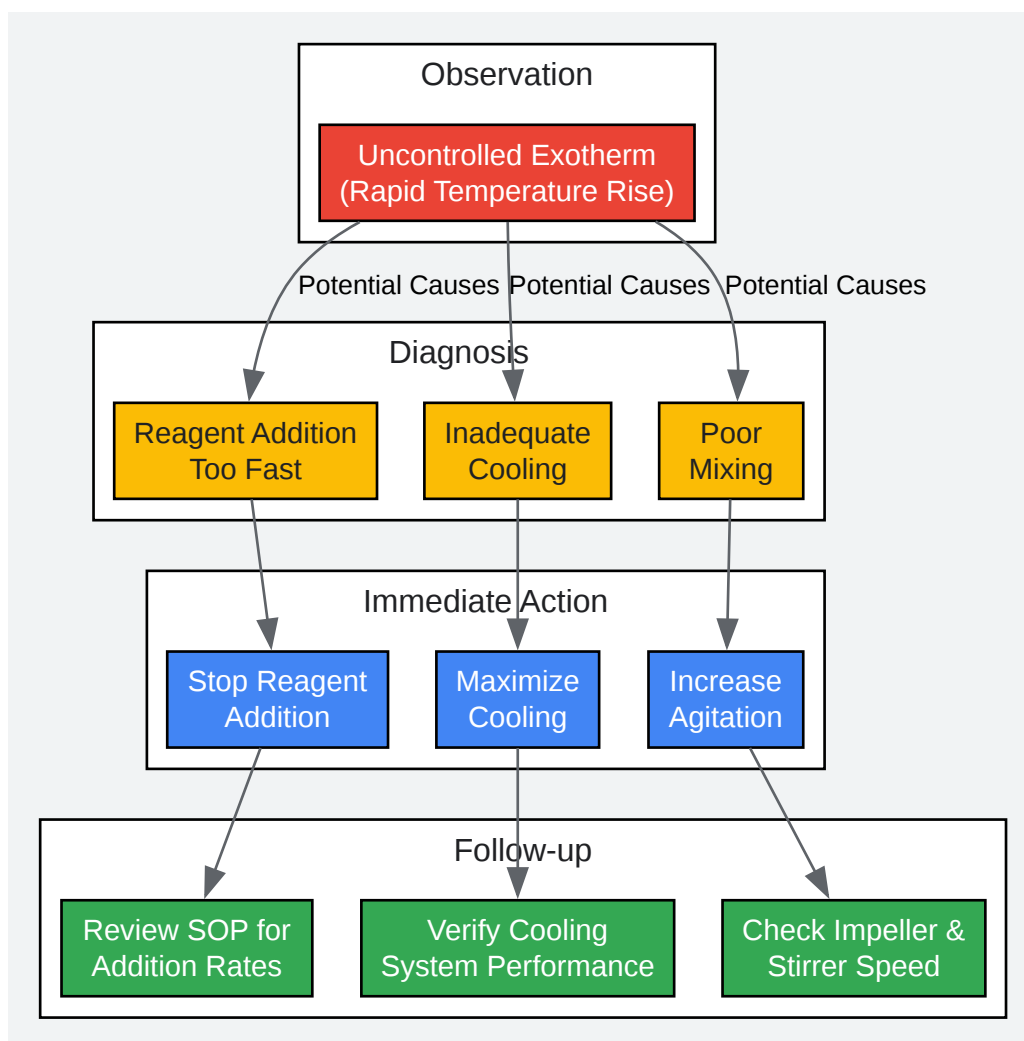 Observation
Uncontrolled Exotherm
(Rapid Temperature Rise)
Potential Causes
Potential Causes
Potential Causes
Diagnosis
Reagent Addition
Too Fast
Inadequate
Cooling
Poor
Mixing
Immediate Action
Stop Reagent
Addition
Maximize
Cooling
Increase
Agitation
Follow-up
Review SOP for
Addition Rates
Verify Cooling
System Performance
Check Impeller &
Stirrer Speed